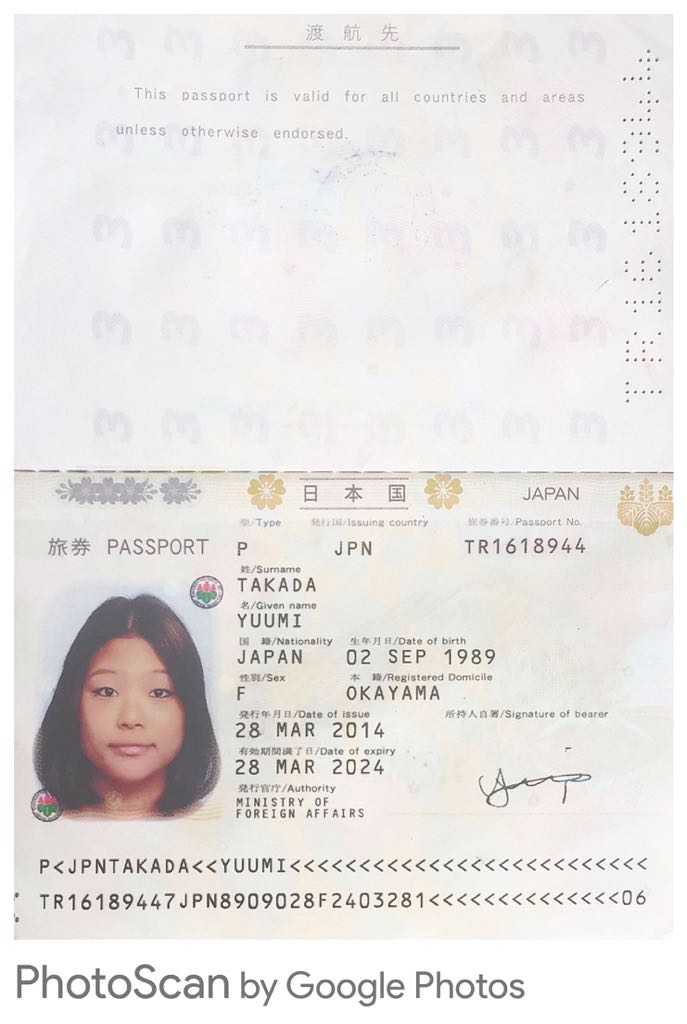 渡航先
This passport is valid for all countries and areas
unless otherwise endorsed.
日本国 JAPAN
型/Type 発行国/Issuing country 旅券番号/Passport No.
旅券 PASSPORT P JPN TR1618944
姓/Surname
TAKADA
名/Given name
YUUMI
国籍/Nationality 生年月日/Date of birth
JAPAN 02 SEP 1989
性別/Sex 本籍/Registered Domicile
F OKAYAMA
発行年月日/Date of issue 所持人自署/Signature of bearer
28 MAR 2014
有効期間満了日/Date of expiry
28 MAR 2024
発行官庁/Authority
MINISTRY OF
FOREIGN AFFAIRS
P<JPNTAKADA<<YUUMI<<<<<<<<<<<<<<<<<<<<<<<<<<
TR16189447JPN8909028F2403281<<<<<<<<<<<<<<06
PhotoScan by Google Photos